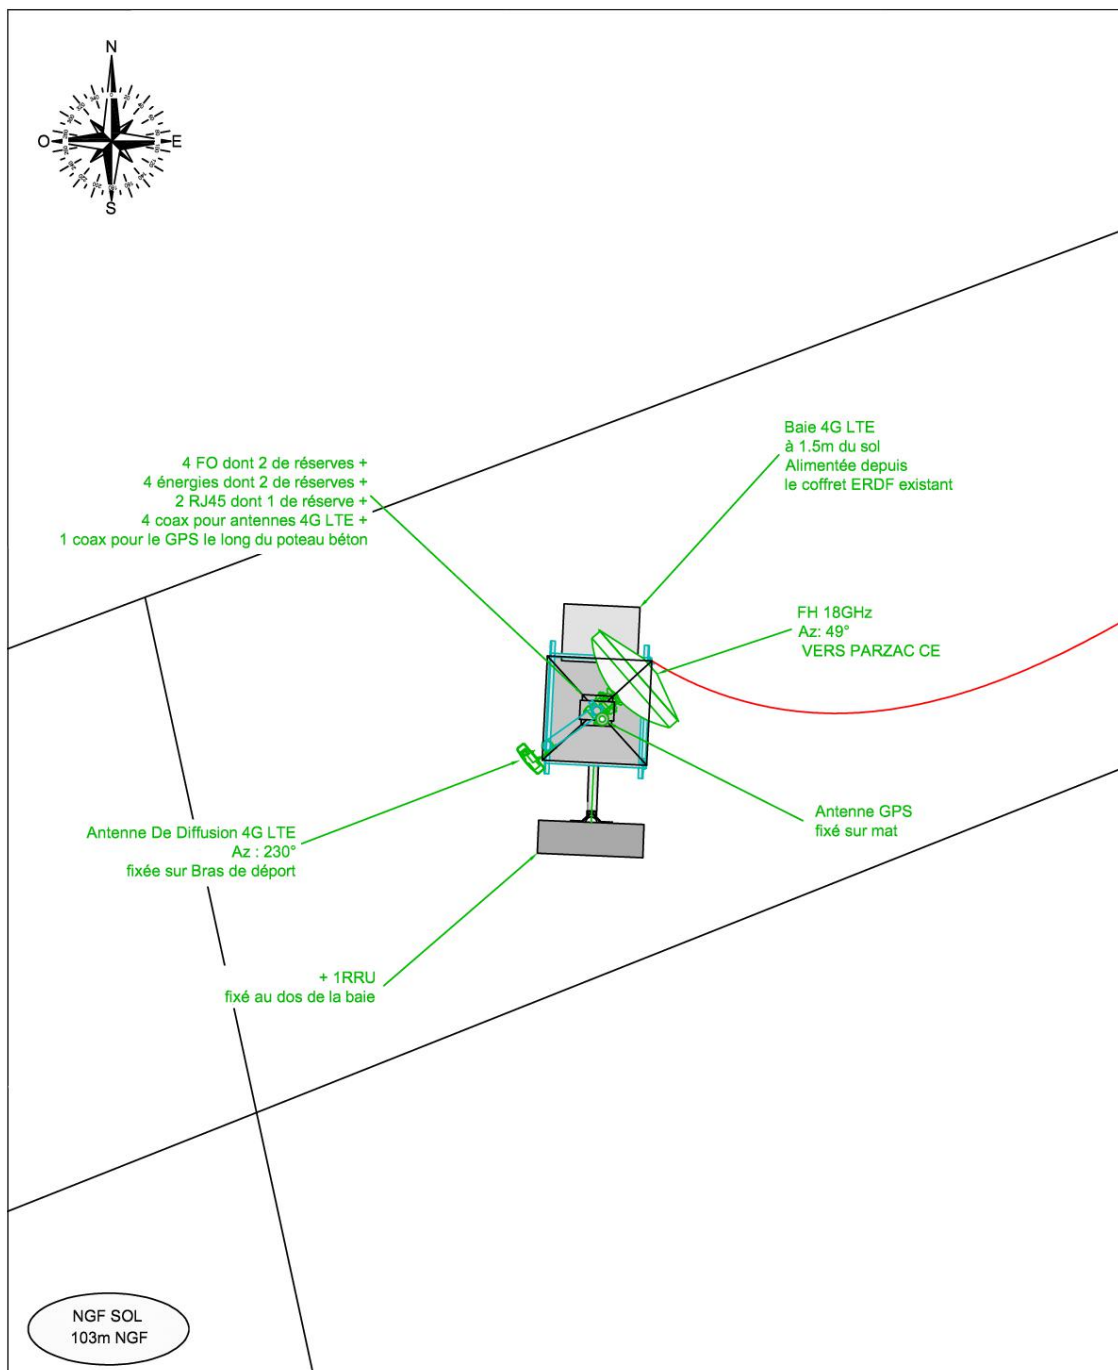 N
O
E
S
Baie 4G LTE
à 1.5m du sol
Alimentée depuis
le coffret ERDF existant
4 FO dont 2 de réserves +
4 énergies dont 2 de réserves +
2 RJ45 dont 1 de réserve +
4 coax pour antennes 4G LTE +
1 coax pour le GPS le long du poteau béton
FH 18GHz
Az: 49°
VERS PARZAC CE
Antenne GPS
fixé sur mat
Antenne De Diffusion 4G LTE
Az : 230°
fixée sur Bras de déport
+ 1RRU
fixé au dos de la baie
NGF SOL
103m NGF